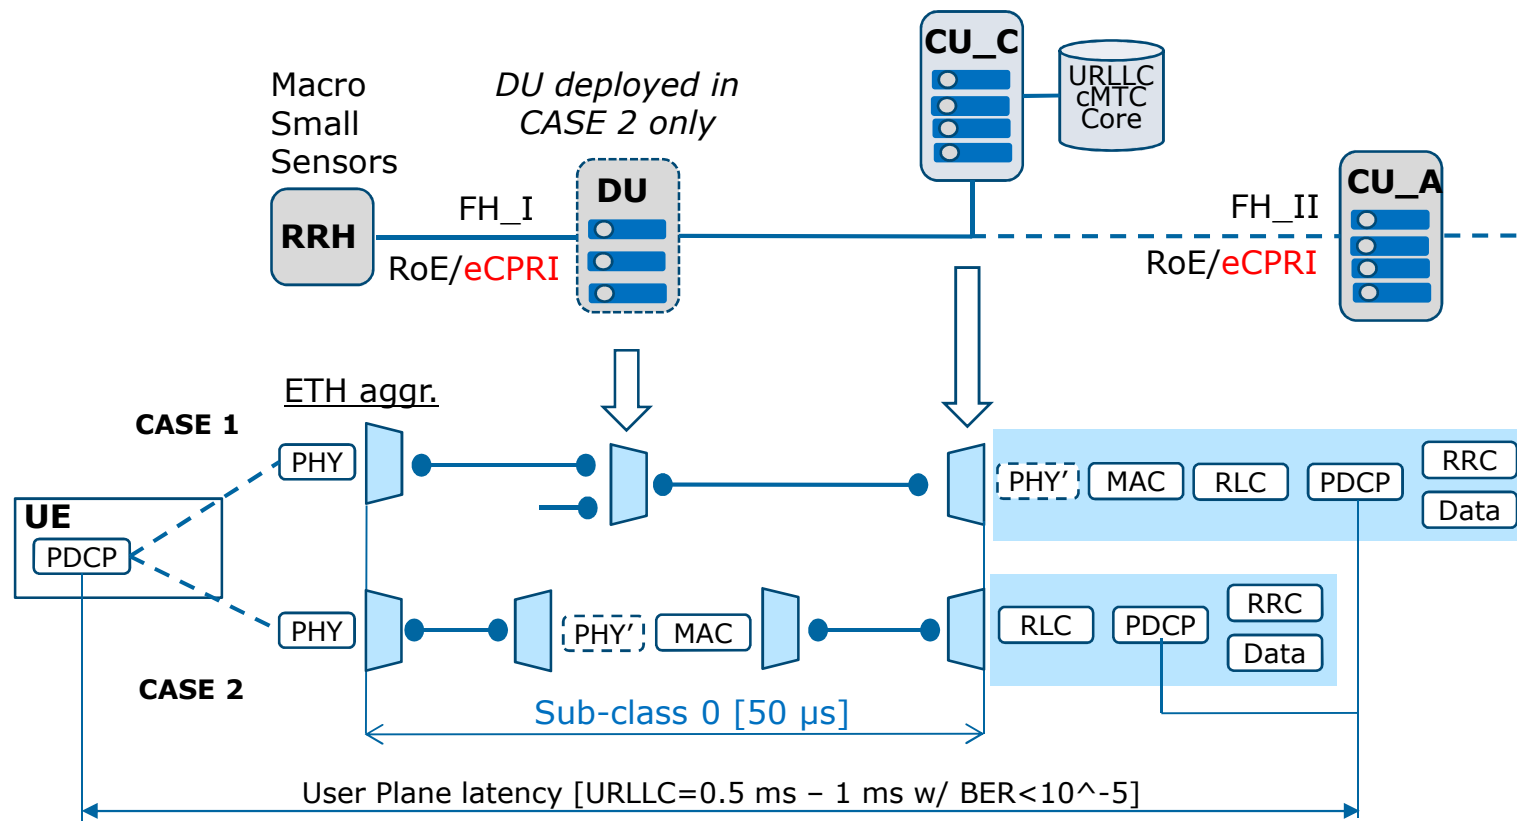 CU_C
URLLC
cMTC
Core
Macro
Small
Sensors
DU deployed in
CASE 2 only
RRH
FH_I
RoE/eCPRI
DU
FH_II
RoE/eCPRI
CU_A
ETH aggr.
CASE 1
PHY
PHY’
MAC
RLC
PDCP
RRC
Data
UE
PDCP
PHY
PHY’
MAC
RLC
PDCP
RRC
Data
CASE 2
Sub-class 0 [50 µs]
User Plane latency [URLLC=0.5 ms – 1 ms w/ BER<10^-5]